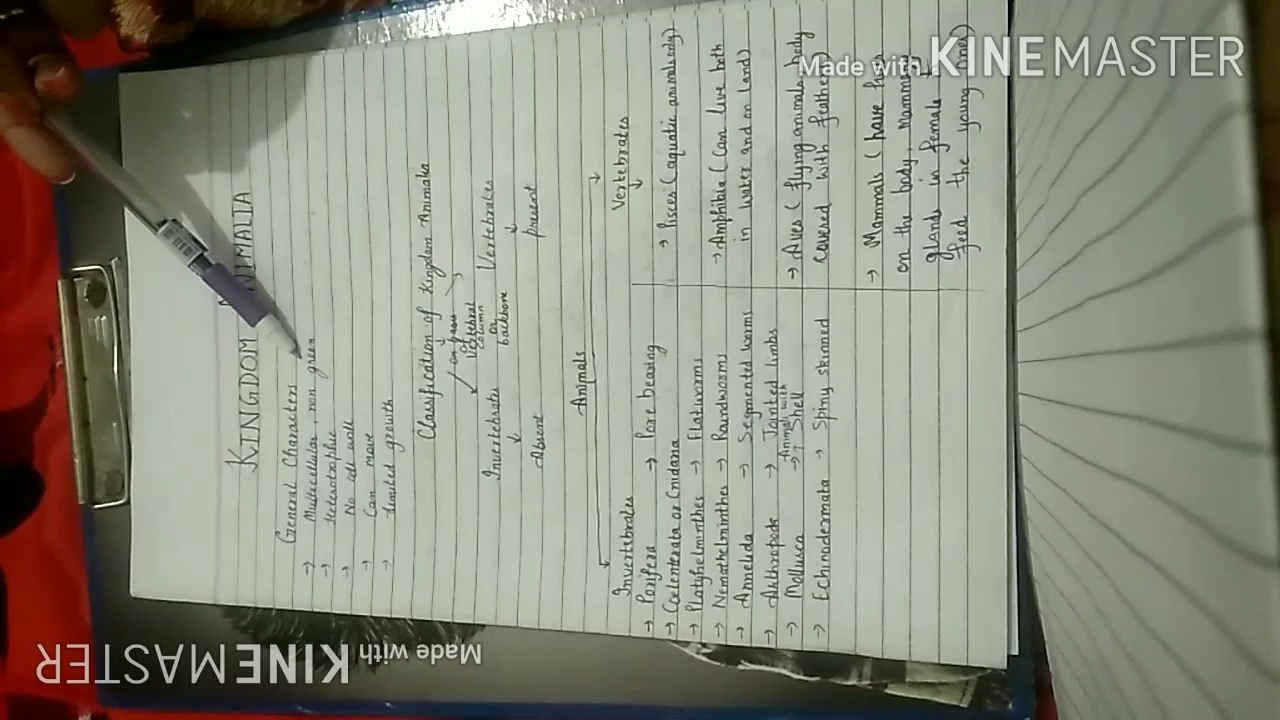 KINGDOM ANIMALIA
General Characters
→ Multicellular, non green
→ Heterotrophic
→ No cell wall
→ Can move
→ Limited growth
Classification of Kingdom Animalia
on
of
Vertebral
column
or
backbone
Invertebrates Vertebrates
Absent present
Animals
Invertebrates
→ Porifera → Pore bearing
→ Coelenterata or Cnidaria
→ Platyhelminthes → Flatworms
→ Nemathelminthes → Roundworms
→ Annelida → Segmented worms
→ Arthropoda → Jointed limbs
→ Mollusca → Animals with Shell
→ Echinodermata → Spiny skinned
Vertebrates
→ Pisces (aquatic animals only)
→ Amphibia (Can live both
in water and on land)
→ Aves (flying animals body
covered with feathers)
→ Mammals (have
on the body, Mammary
glands in female to
feed the young one)
Made with KINEMASTER
Made with KINEMASTER